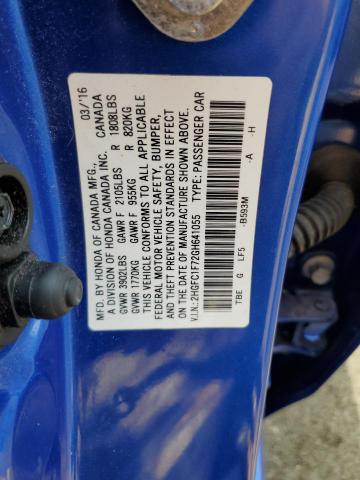 MFD. BY HONDA OF CANADA MFG., 03/'16
A DIVISION OF HONDA CANADA INC. CANADA
GVWR 3902LBS GAWR F 2105LBS R 1808LBS
GVWR 1770KG GAWR F 955KG R 820KG
THIS VEHICLE CONFORMS TO ALL APPLICABLE
FEDERAL MOTOR VEHICLE SAFETY, BUMPER,
AND THEFT PREVENTION STANDARDS IN EFFECT
ON THE DATE OF MANUFACTURE SHOWN ABOVE.
V.I.N.:2HGFC1F72GH641055 TYPE: PASSENGER CAR
TBE G LF5 -B593M -A -H